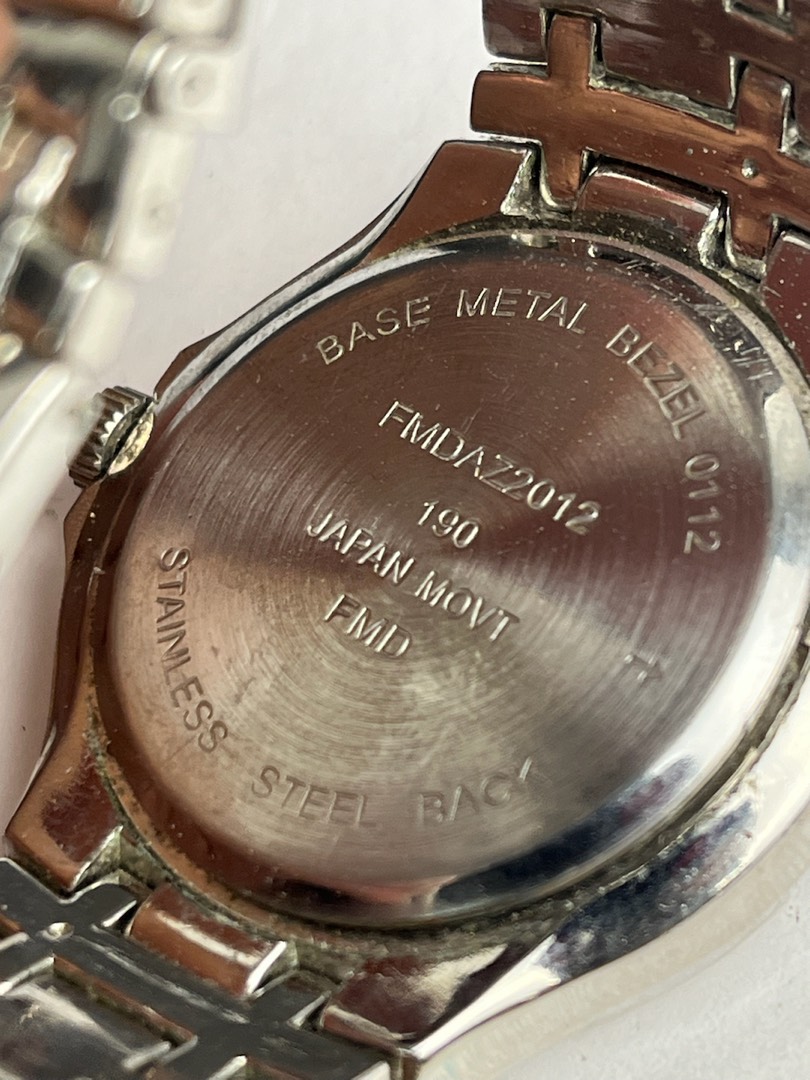 BASE METAL BEZEL 0112
FMDAZ2012
190
JAPAN MOVT
FMD
STAINLESS STEEL BACK